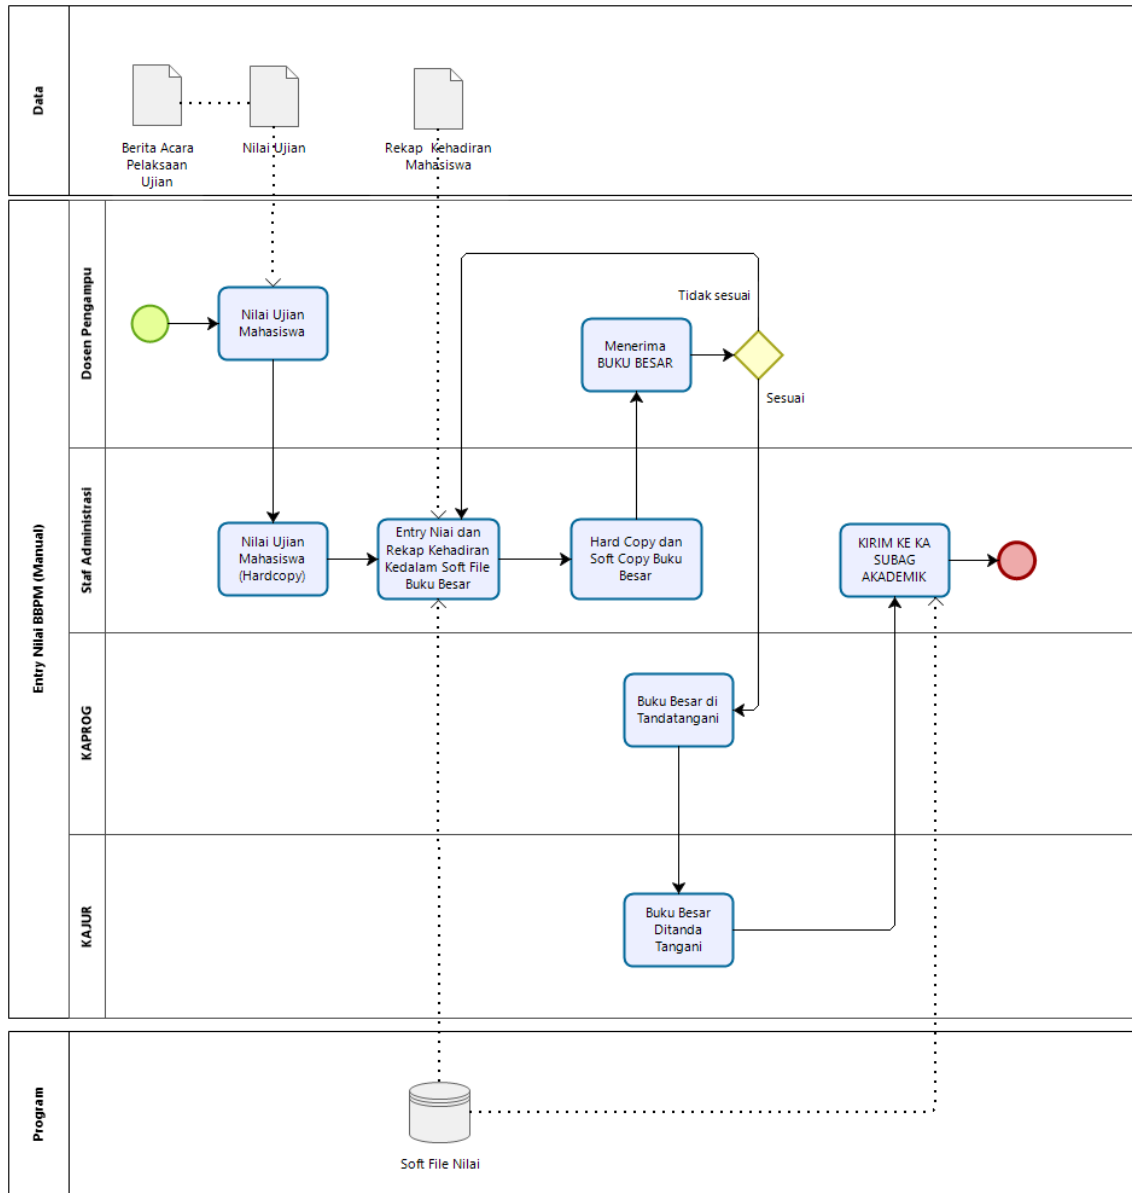 Data
Berita Acara
Pelaksaan
Ujian
Nilai Ujian
Rekap Kehadiran
Mahasiswa
Entry Nilai BBPM (Manual)
Dosen Pengampu
Nilai Ujian
Mahasiswa
Menerima
BUKU BESAR
Tidak sesuai
Sesuai
Staf Administrasi
Nilai Ujian
Mahasiswa
(Hardcopy)
Entry Niai dan
Rekap Kehadiran
Kedalam Soft File
Buku Besar
Hard Copy dan
Soft Copy Buku
Besar
KIRIM KE KA
SUBAG
AKADEMIK
KAPROG
Buku Besar di
Tandatangani
KAJUR
Buku Besar
Ditanda
Tangani
Program
Soft File Nilai